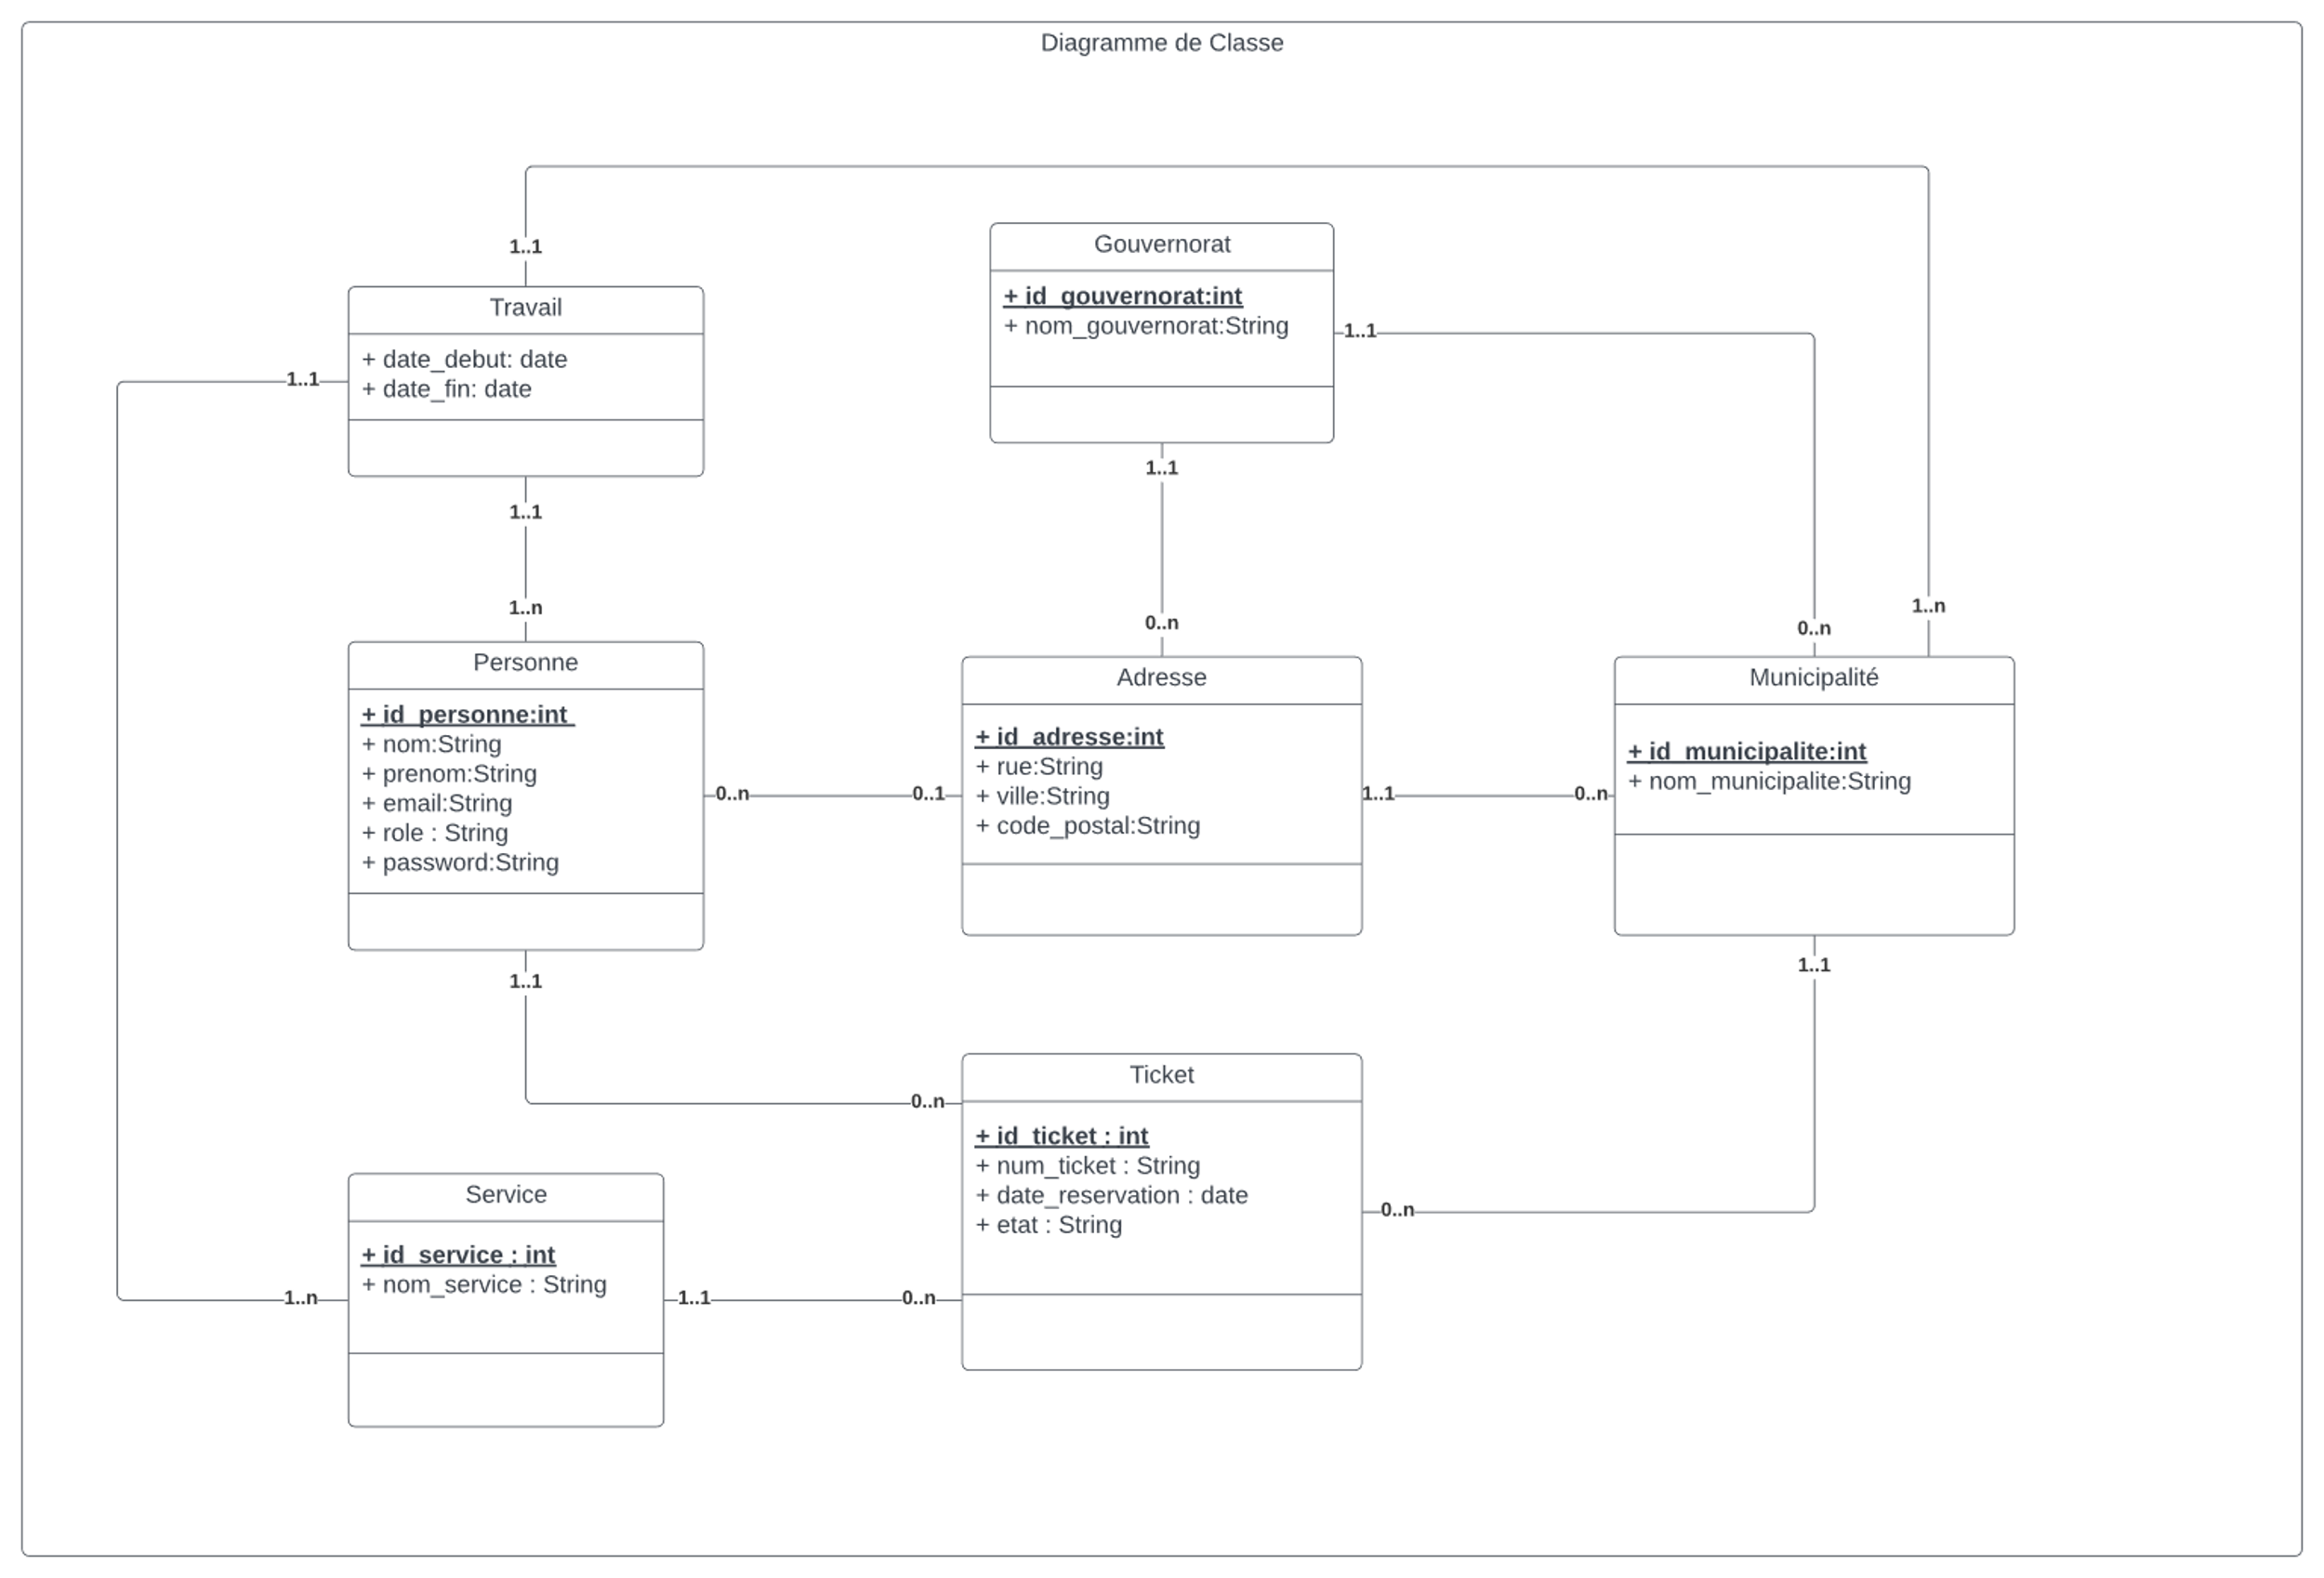 Diagramme de Classe
1..1
Travail
+ date_debut: date
+ date_fin: date
1..1
1..1
1..n
Gouvernorat
+ id_gouvernorat:int
+ nom_gouvernorat:String
1..1
1..1
0..n
0..n
1..n
Personne
+ id_personne:int
+ nom:String
+ prenom:String
+ email:String
+ role : String
+ password:String
0..n
0..1
1..1
Adresse
+ id_adresse:int
+ rue:String
+ ville:String
+ code_postal:String
1..1
0..n
Municipalité
+ id_municipalite:int
+ nom_municipalite:String
1..1
0..n
Ticket
+ id_ticket : int
+ num_ticket : String
+ date_reservation : date
+ etat : String
0..n
Service
+ id_service : int
+ nom_service : String
1..n
1..1
0..n